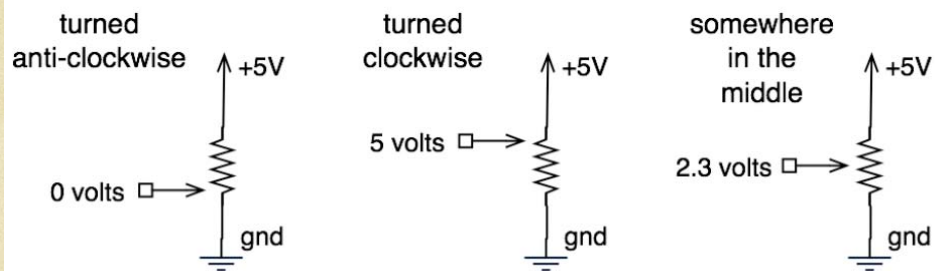 turned
anti-clockwise
+5V
0 volts
gnd
turned
clockwise
+5V
5 volts
gnd
somewhere
in the
middle
+5V
2.3 volts
gnd